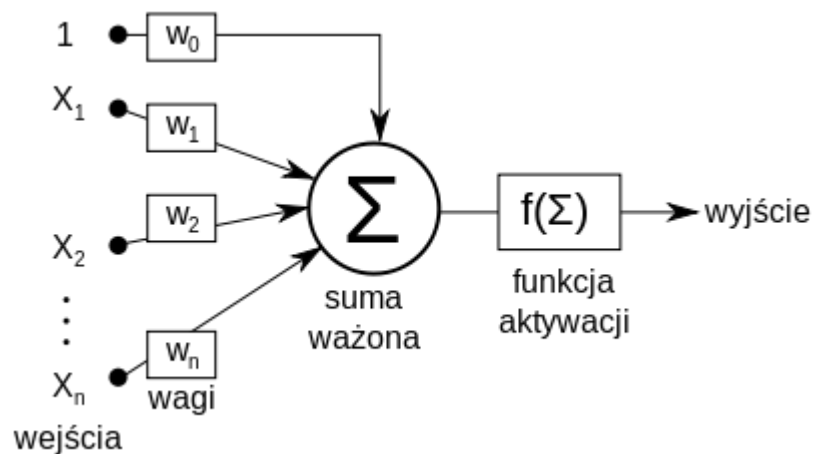 1
w₀
X₁
w₁
X₂
w₂
Xₙ
wₙ
wejścia
wagi
Σ
suma
ważona
f(Σ)
funkcja
aktywacji
wyjście